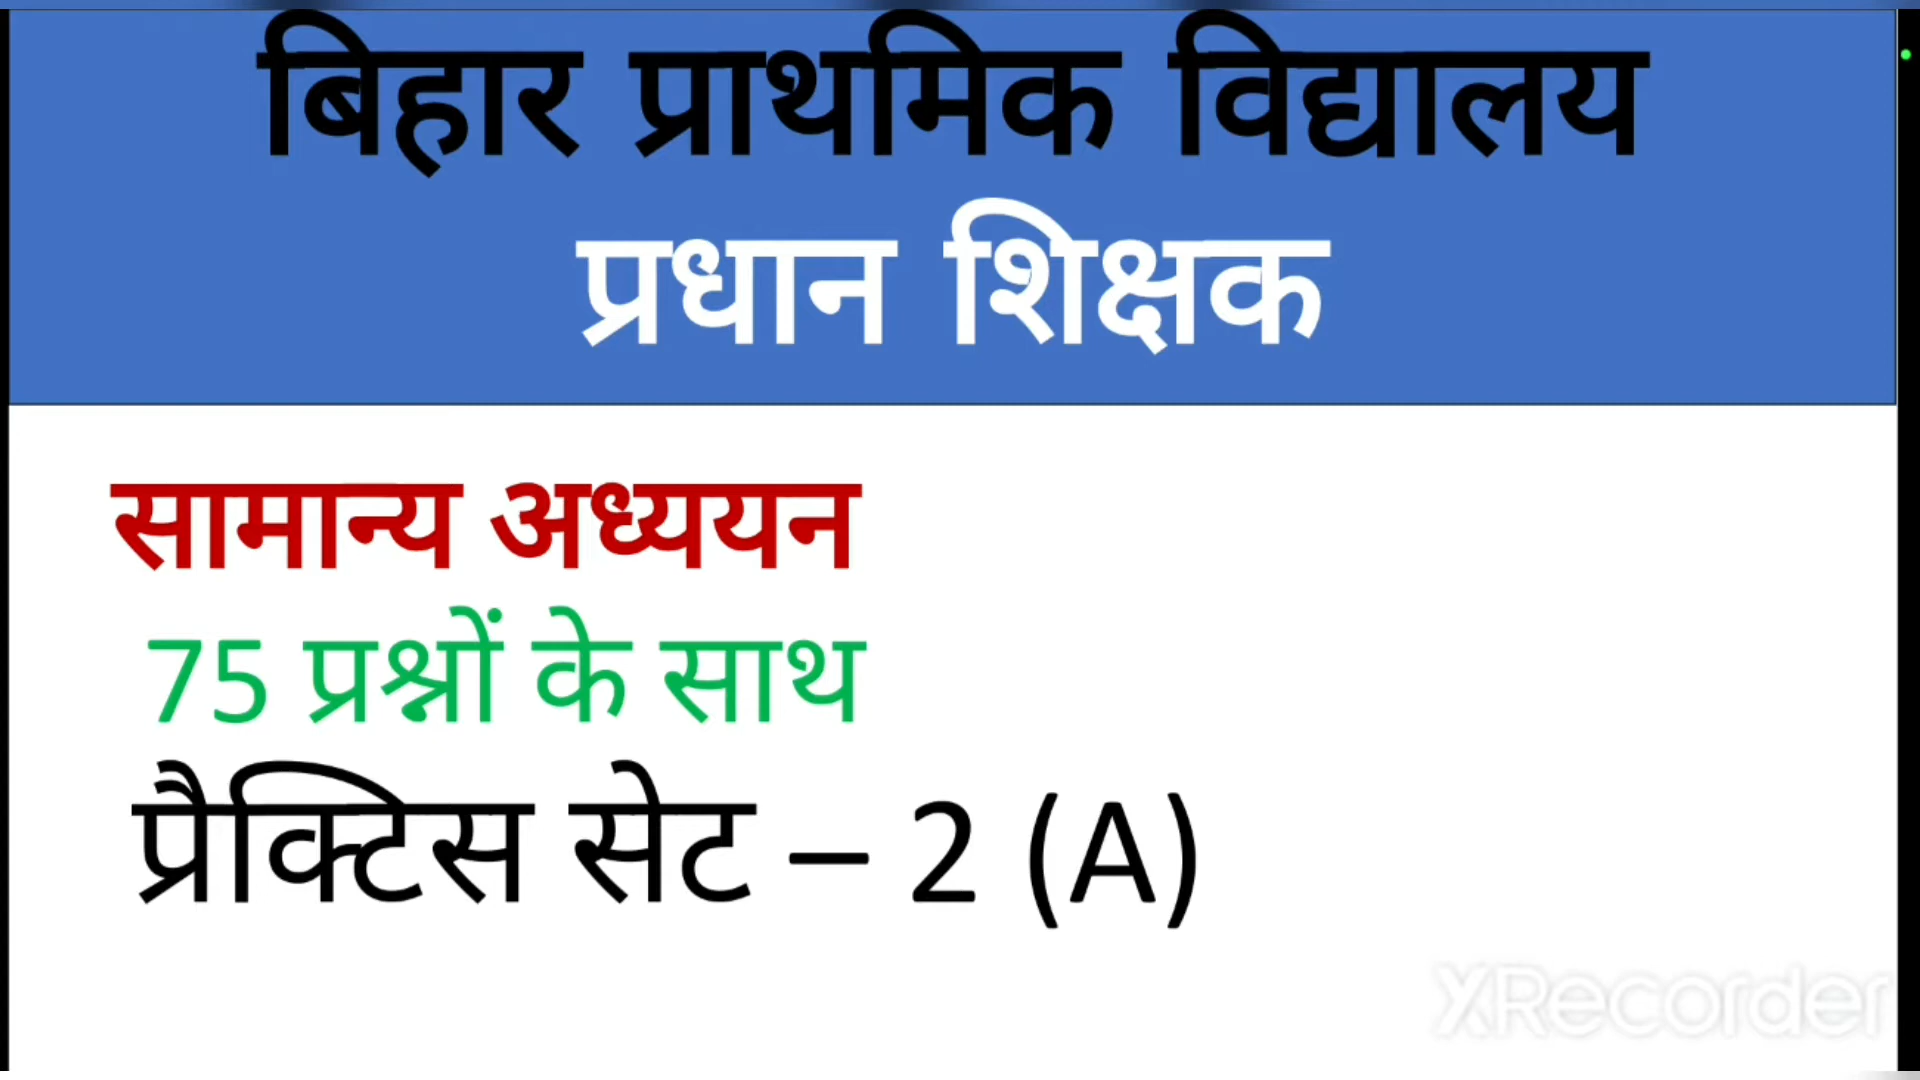 बिहार प्राथमिक विद्यालय
प्रधान शिक्षक
सामान्य अध्ययन
75 प्रश्नों के साथ
प्रैक्टिस सेट – 2 (A)
XRecorder